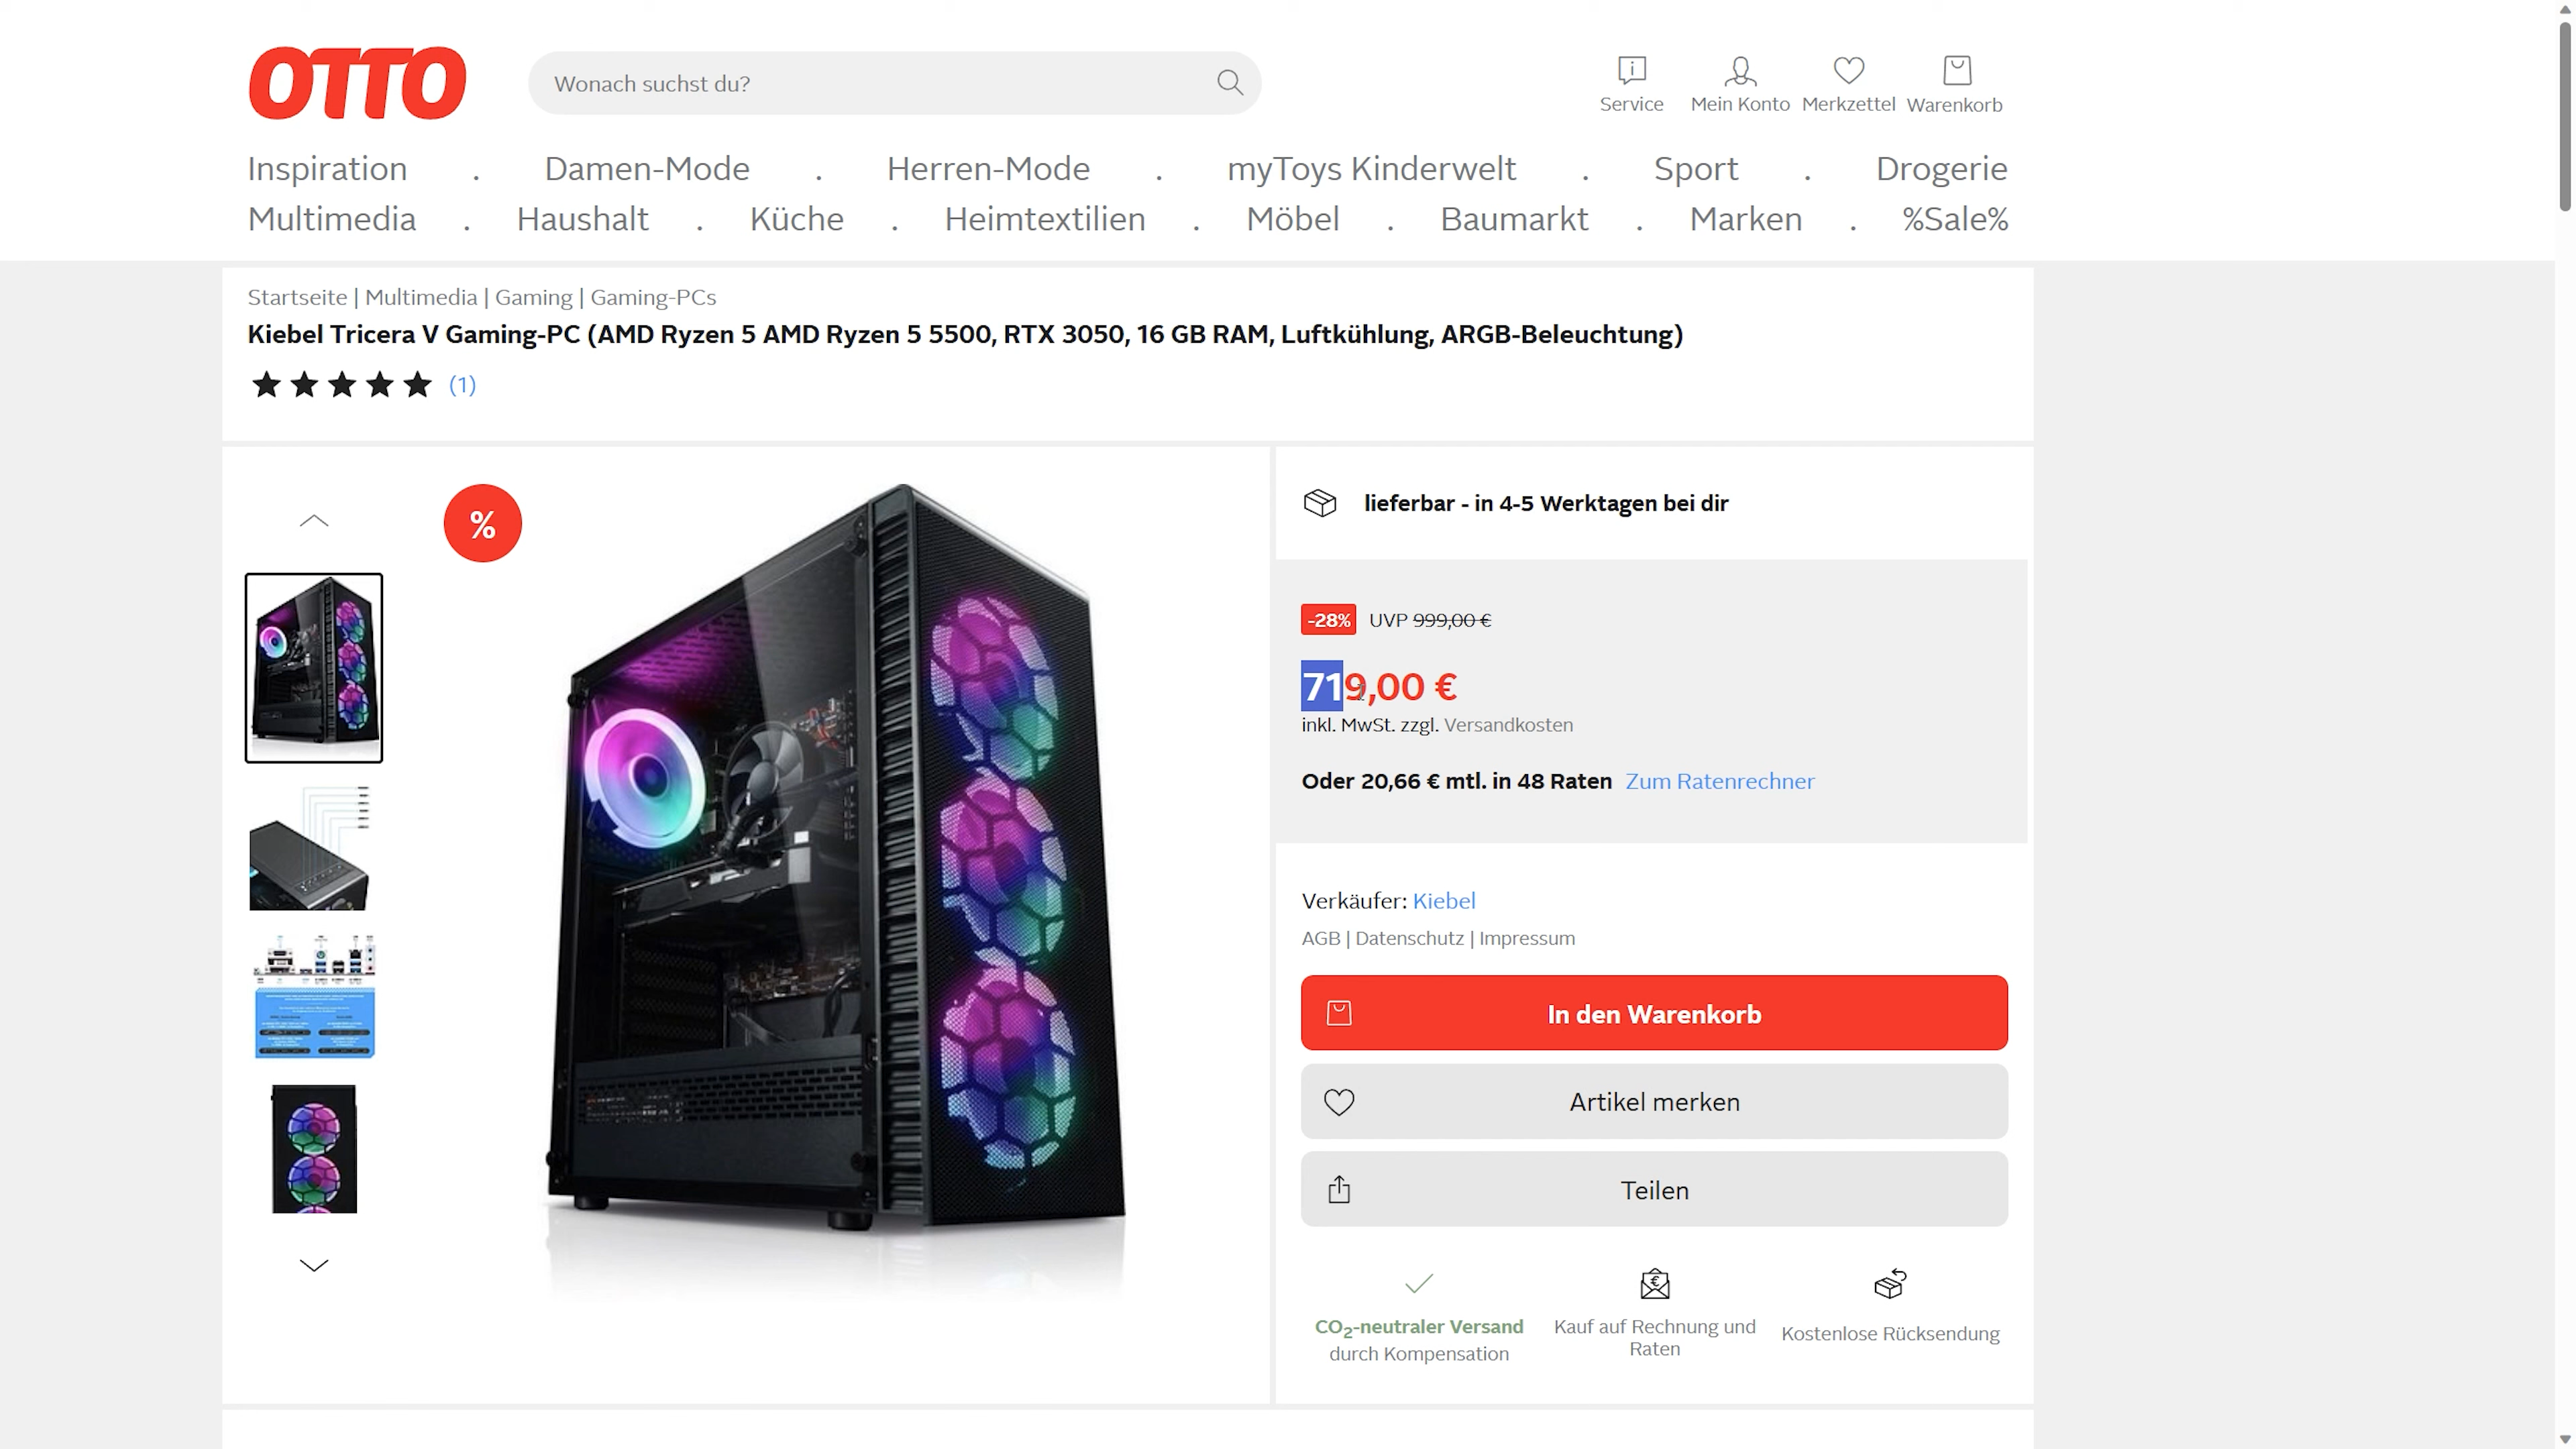 OTTO
Wonach suchst du?
Service
Mein Konto
Merkzettel
Warenkorb
Inspiration . Damen-Mode . Herren-Mode . myToys Kinderwelt . Sport . Drogerie
Multimedia . Haushalt . Küche . Heimtextilien . Möbel . Baumarkt . Marken . %Sale%
Startseite | Multimedia | Gaming | Gaming-PCs
Kiebel Tricera V Gaming-PC (AMD Ryzen 5 AMD Ryzen 5 5500, RTX 3050, 16 GB RAM, Luftkühlung, ARGB-Beleuchtung)
(1)
%
lieferbar - in 4-5 Werktagen bei dir
-28% UVP 999,00 €
719,00 €
inkl. MwSt. zzgl. Versandkosten
Oder 20,66 € mtl. in 48 Raten Zum Ratenrechner
Verkäufer: Kiebel
AGB | Datenschutz | Impressum
In den Warenkorb
Artikel merken
Teilen
CO2-neutraler Versand
durch Kompensation
Kauf auf Rechnung und
Raten
Kostenlose Rücksendung